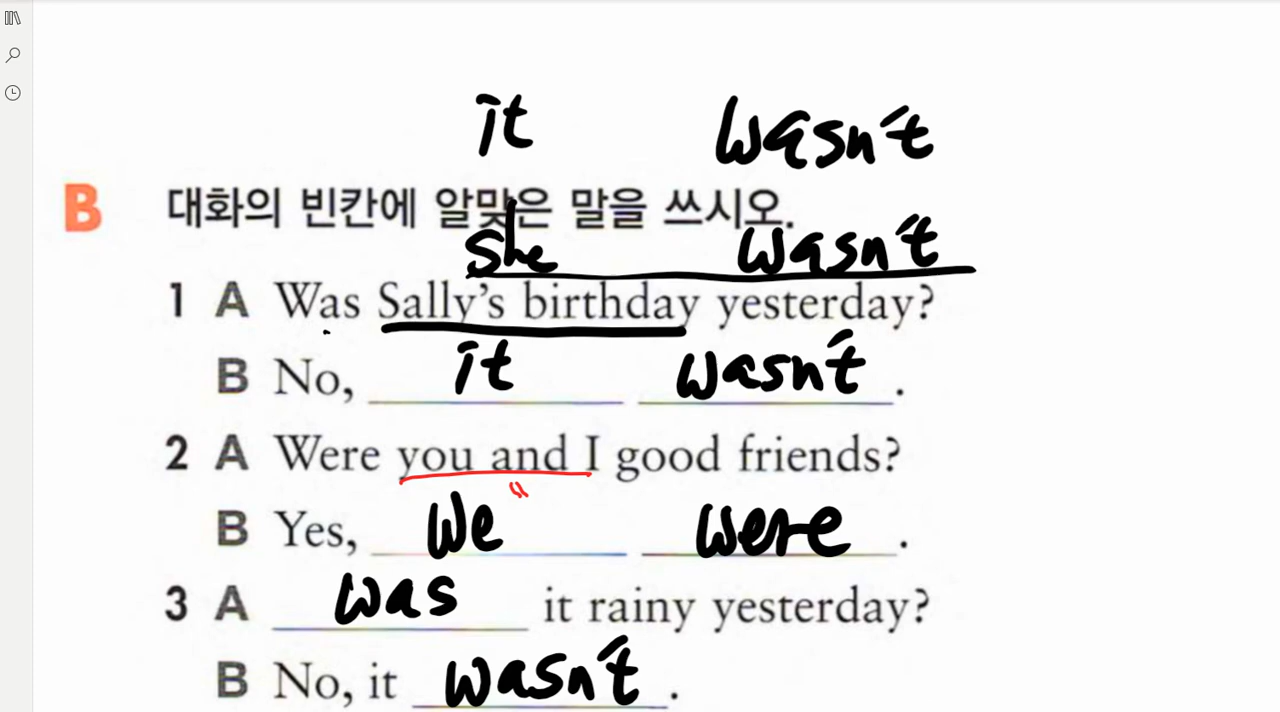 it wasn't
B 대화의 빈칸에 알맞은 말을 쓰시오.
she wasn't
1 A Was Sally's birthday yesterday?
B No, it wasn't .
2 A Were you and I good friends?
B Yes, We were .
3 A was it rainy yesterday?
B No, it wasn't .